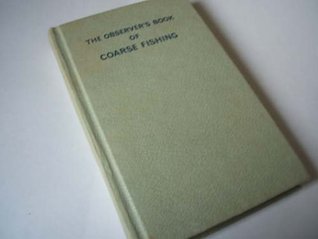 THE OBSERVER'S BOOK
OF
COARSE FISHING